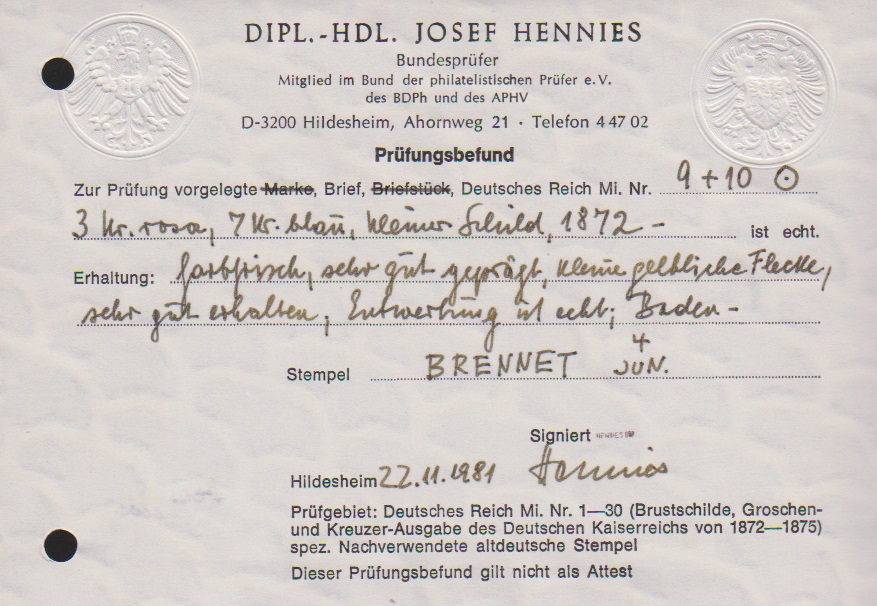 DIPL.-HDL. JOSEF HENNIES
Bundesprüfer
Mitglied im Bund der philatelistischen Prüfer e.V.
des BDPh und des APHV
D-3200 Hildesheim, Ahornweg 21 · Telefon 4 47 02
Prüfungsbefund
Zur Prüfung vorgelegte Marke, Brief, Briefstück, Deutsches Reich Mi. Nr. 9 + 10 ⊙
3 Kr. rosa, 7 Kr. blau, kleiner Schild, 1872 – ist echt.
Erhaltung: farbfrisch, sehr gut geprägt, kleine gelbliche Flecke,
sehr gut erhalten; Entwertung ist echt; Baden-
Stempel BRENNET 4 JUN.
Signiert HENNIES
Hildesheim 22.11.1981 Hennies
Prüfgebiet: Deutsches Reich Mi. Nr. 1—30 (Brustschilde, Groschen-
und Kreuzer-Ausgabe des Deutschen Kaiserreichs von 1872—1875)
spez. Nachverwendete altdeutsche Stempel
Dieser Prüfungsbefund gilt nicht als Attest